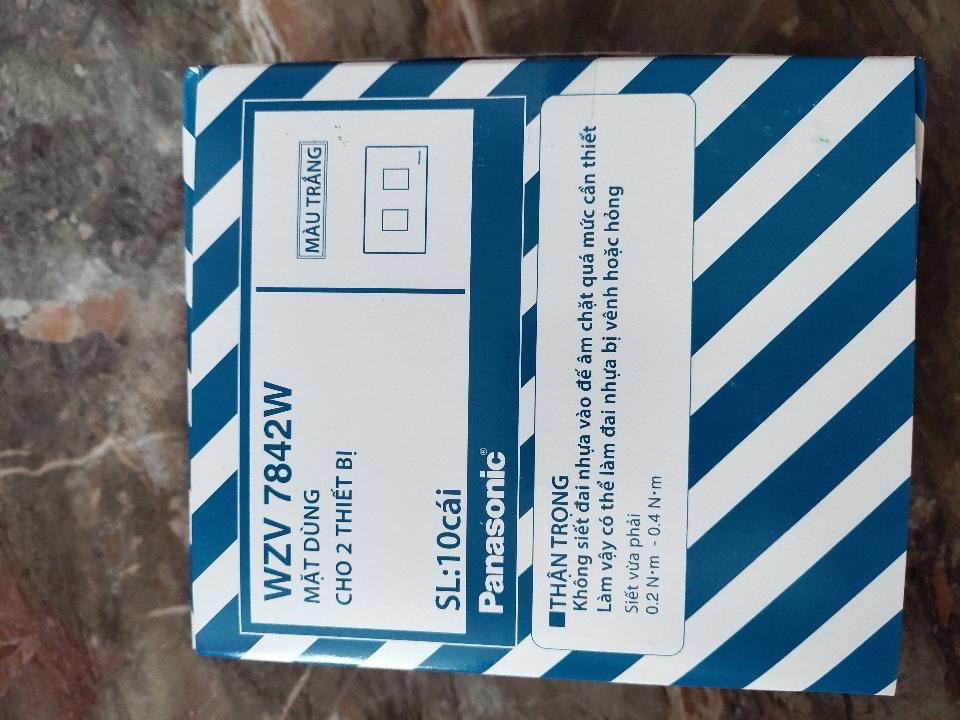 WZV 7842W
MẶT DÙNG
CHO 2 THIẾT BỊ
MÀU TRẮNG
SL:10cái
Panasonic®
■THẬN TRỌNG
Không siết đai nhựa vào đế âm chặt quá mức cần thiết
Làm vậy có thể làm đai nhựa bị vênh hoặc hỏng
Siết vừa phải
0.2 N·m - 0.4 N·m